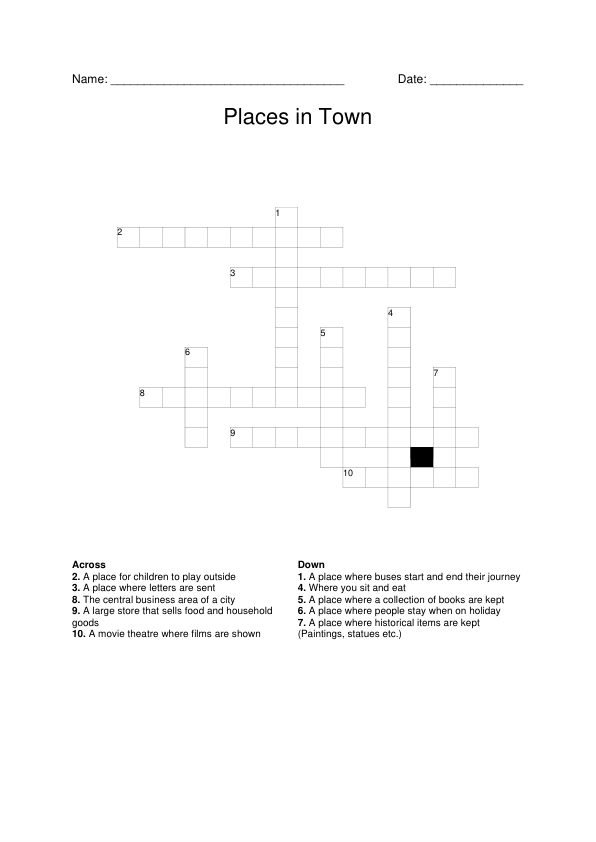 Name: ___________________________________ Date: ______________
Places in Town
1
2
3
4
5
6
7
8
9
10
Across
2. A place for children to play outside
3. A place where letters are sent
8. The central business area of a city
9. A large store that sells food and household
goods
10. A movie theatre where films are shown
Down
1. A place where buses start and end their journey
4. Where you sit and eat
5. A place where a collection of books are kept
6. A place where people stay when on holiday
7. A place where historical items are kept
(Paintings, statues etc.)